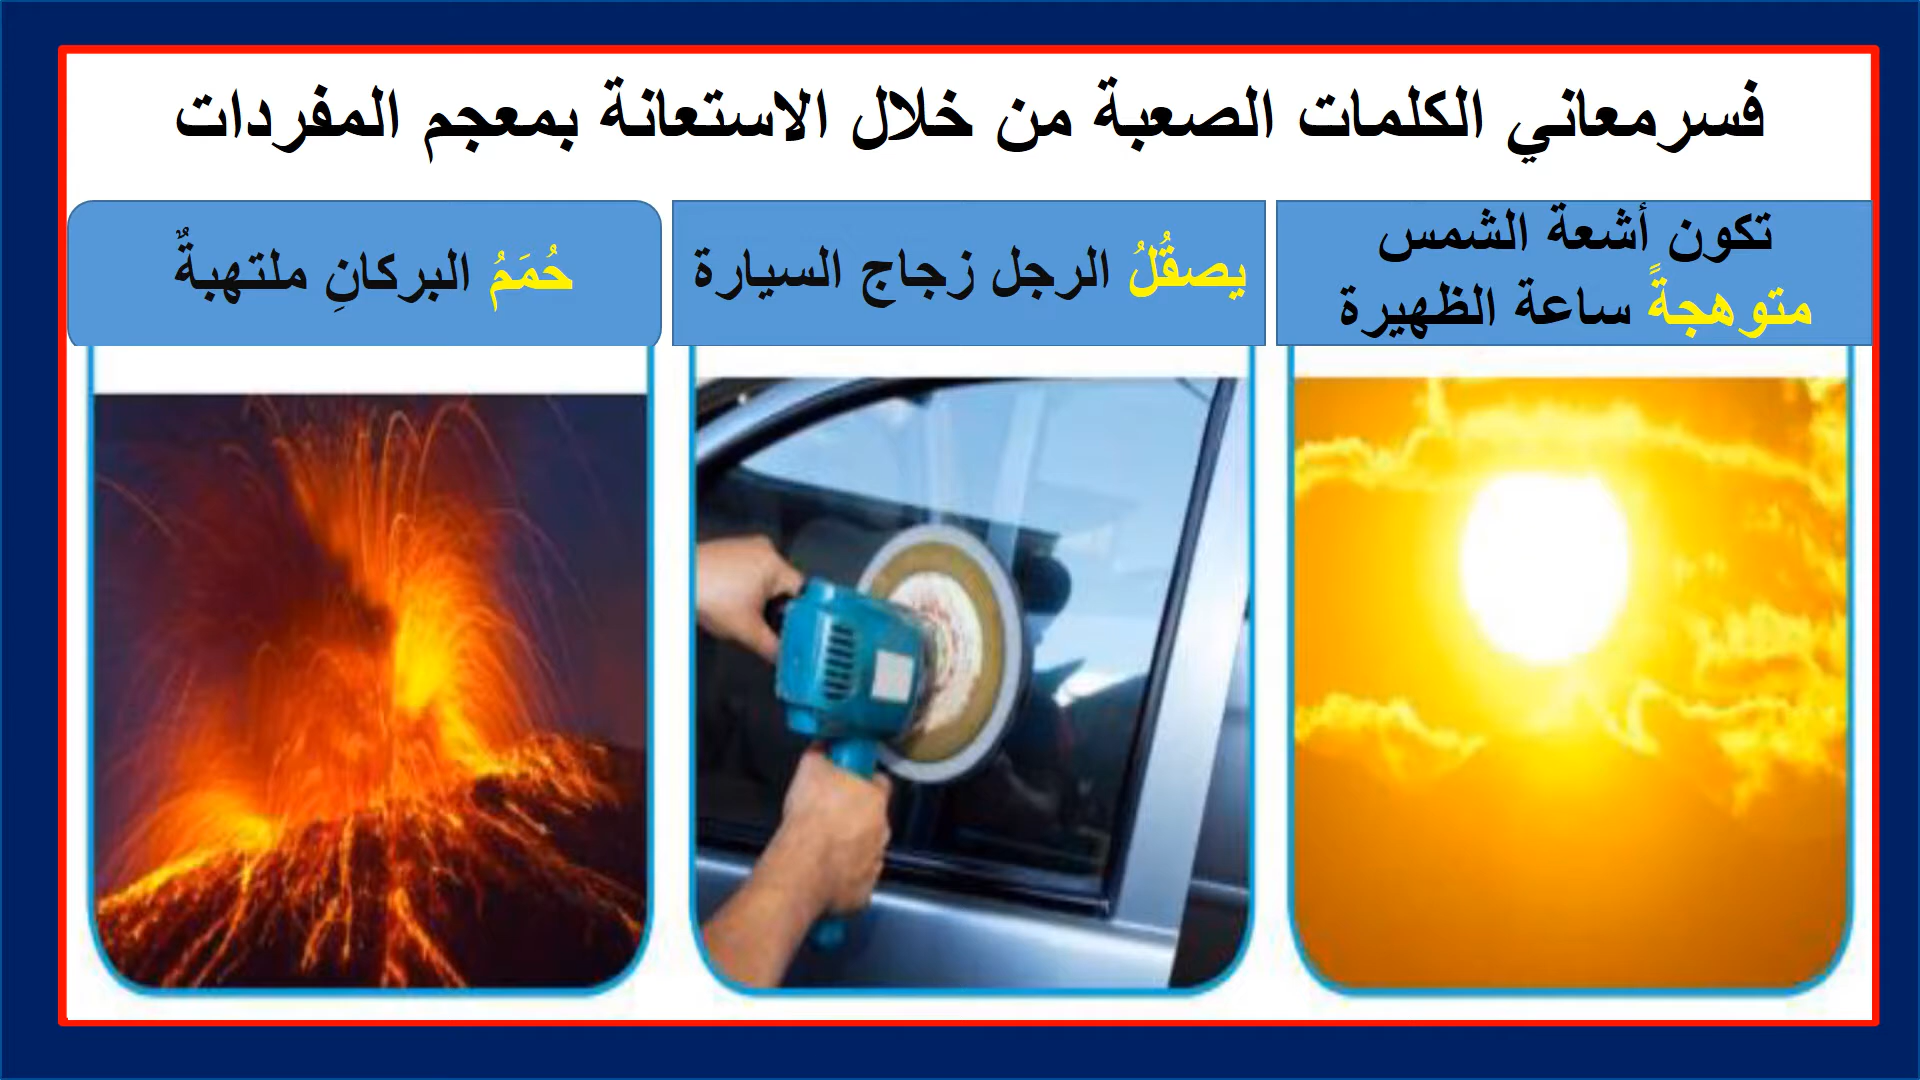 فسرمعاني الكلمات الصعبة من خلال الاستعانة بمعجم المفردات
تكون أشعة الشمس
متوهجةً ساعة الظهيرة
يصقُلُ الرجل زجاج السيارة
حُمَمُ البركانِ ملتهبةٌ